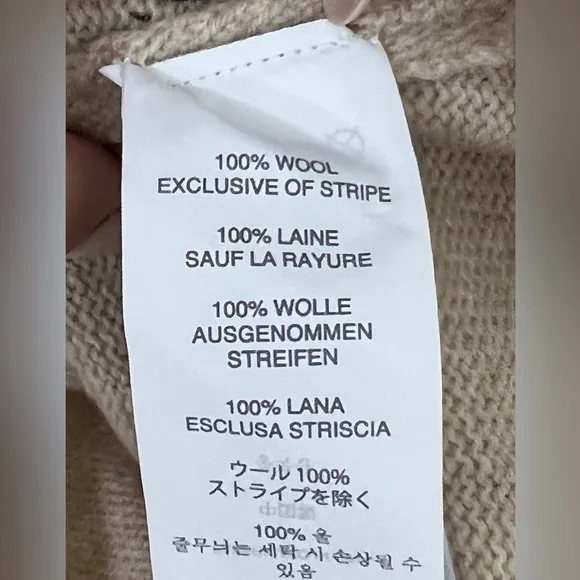 100% WOOL
EXCLUSIVE OF STRIPE
100% LAINE
SAUF LA RAYURE
100% WOLLE
AUSGENOMMEN
STREIFEN
100% LANA
ESCLUSA STRISCIA
ウール 100%
ストライプを除く
100% 울
줄무늬는 세탁 시 손상될 수
있음